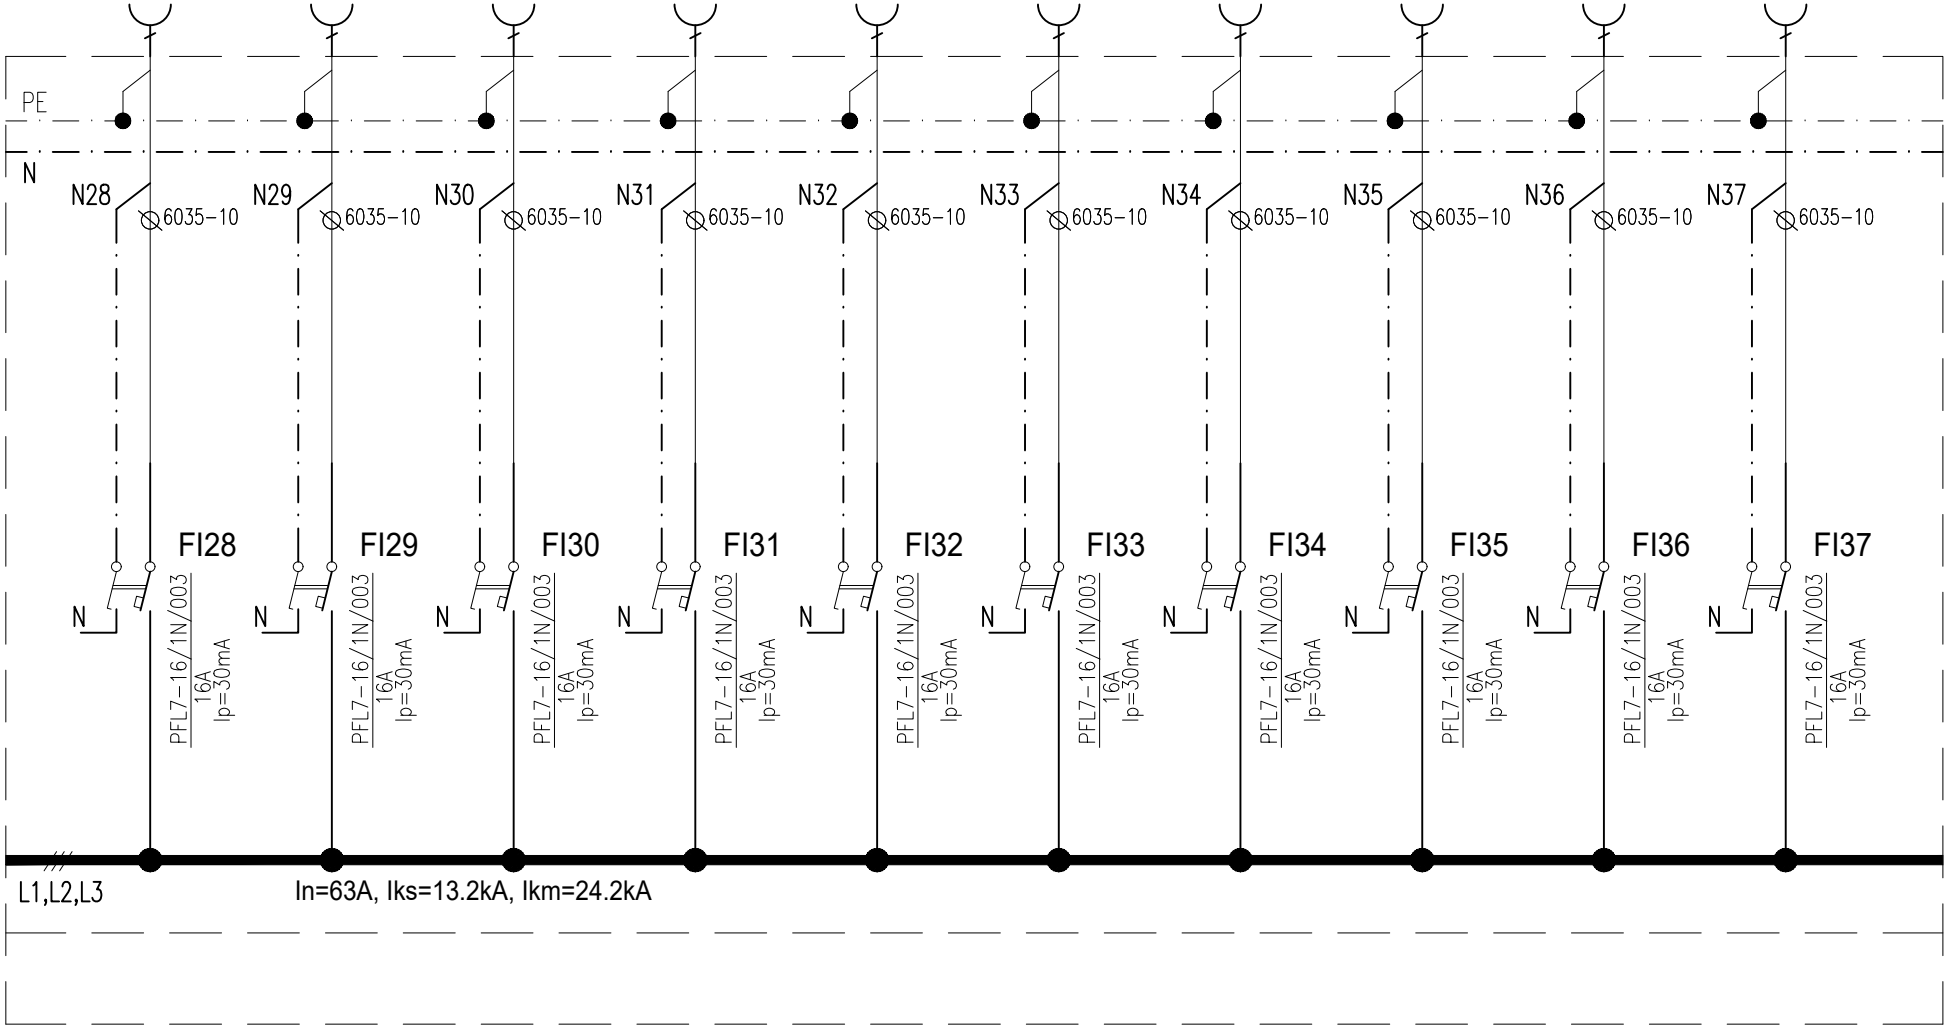 PE
N
N28 N29 N30 N31 N32 N33 N34 N35 N36 N37
6035-10 6035-10 6035-10 6035-10 6035-10 6035-10 6035-10 6035-10 6035-10 6035-10
FI28 FI29 FI30 FI31 FI32 FI33 FI34 FI35 FI36 FI37
N N N N N N N N N N
PFL7-16/1N/003
16A
Ip=30mA
PFL7-16/1N/003
16A
Ip=30mA
PFL7-16/1N/003
16A
Ip=30mA
PFL7-16/1N/003
16A
Ip=30mA
PFL7-16/1N/003
16A
Ip=30mA
PFL7-16/1N/003
16A
Ip=30mA
PFL7-16/1N/003
16A
Ip=30mA
PFL7-16/1N/003
16A
Ip=30mA
PFL7-16/1N/003
16A
Ip=30mA
PFL7-16/1N/003
16A
Ip=30mA
L1,L2,L3 In=63A, Iks=13.2kA, Ikm=24.2kA